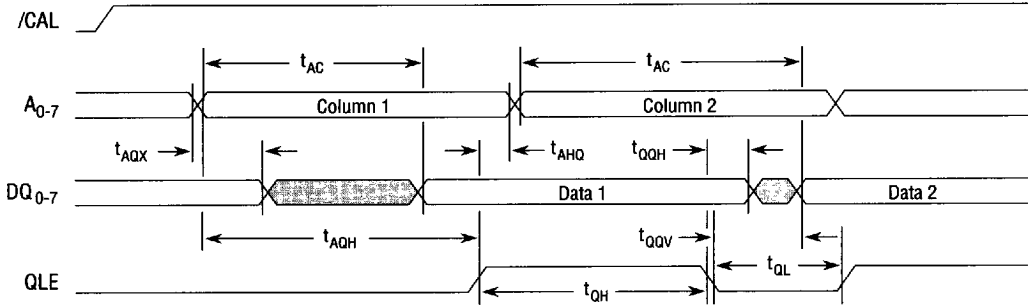 /CAL
t_AC t_AC
A_0-7 Column 1 Column 2
t_AQX t_AHQ t_QQH
DQ_0-7 Data 1 Data 2
t_AQH t_QQV t_QL
QLE t_QH